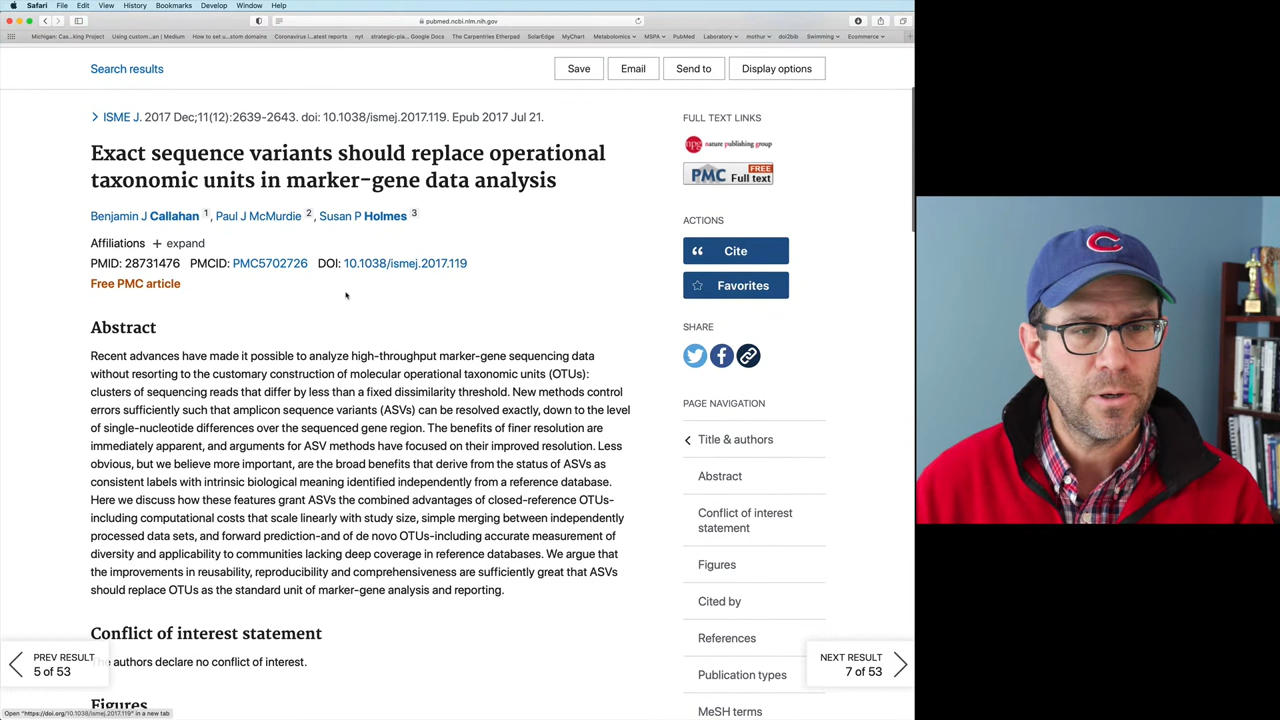 Safari File Edit View History Bookmarks Develop Window Help
pubmed.ncbi.nlm.nih.gov
Michigan: Cas...king Project Using custom...an | Medium How to set u...stom domains Coronavirus l...atest reports nyt strategic-pla... Google Docs The Carpentries Etherpad SolarEdge MyChart Metabolomics MSPA PubMed Laboratory mothur doi2bib Swimming Ecommerce
Search results
Save Email Send to Display options
ISME J. 2017 Dec;11(12):2639-2643. doi: 10.1038/ismej.2017.119. Epub 2017 Jul 21.
Exact sequence variants should replace operational
taxonomic units in marker-gene data analysis
Benjamin J Callahan 1, Paul J McMurdie 2, Susan P Holmes 3
Affiliations + expand
PMID: 28731476 PMCID: PMC5702726 DOI: 10.1038/ismej.2017.119
Free PMC article
Abstract
Recent advances have made it possible to analyze high-throughput marker-gene sequencing data
without resorting to the customary construction of molecular operational taxonomic units (OTUs):
clusters of sequencing reads that differ by less than a fixed dissimilarity threshold. New methods control
errors sufficiently such that amplicon sequence variants (ASVs) can be resolved exactly, down to the level
of single-nucleotide differences over the sequenced gene region. The benefits of finer resolution are
immediately apparent, and arguments for ASV methods have focused on their improved resolution. Less
obvious, but we believe more important, are the broad benefits that derive from the status of ASVs as
consistent labels with intrinsic biological meaning identified independently from a reference database.
Here we discuss how these features grant ASVs the combined advantages of closed-reference OTUs-
including computational costs that scale linearly with study size, simple merging between independently
processed data sets, and forward prediction-and of de novo OTUs-including accurate measurement of
diversity and applicability to communities lacking deep coverage in reference databases. We argue that
the improvements in reusability, reproducibility and comprehensiveness are sufficiently great that ASVs
should replace OTUs as the standard unit of marker-gene analysis and reporting.
Conflict of interest statement
he authors declare no conflict of interest.
Figures
PREV RESULT
5 of 53
Open "https://doi.org/10.1038/ismej.2017.119" in a new tab
FULL TEXT LINKS
npg nature publishing group
PMC FREE Full text
ACTIONS
Cite
Favorites
SHARE
PAGE NAVIGATION
Title & authors
Abstract
Conflict of interest
statement
Figures
Cited by
References
NEXT RESULT
7 of 53
Publication types
MeSH terms
C